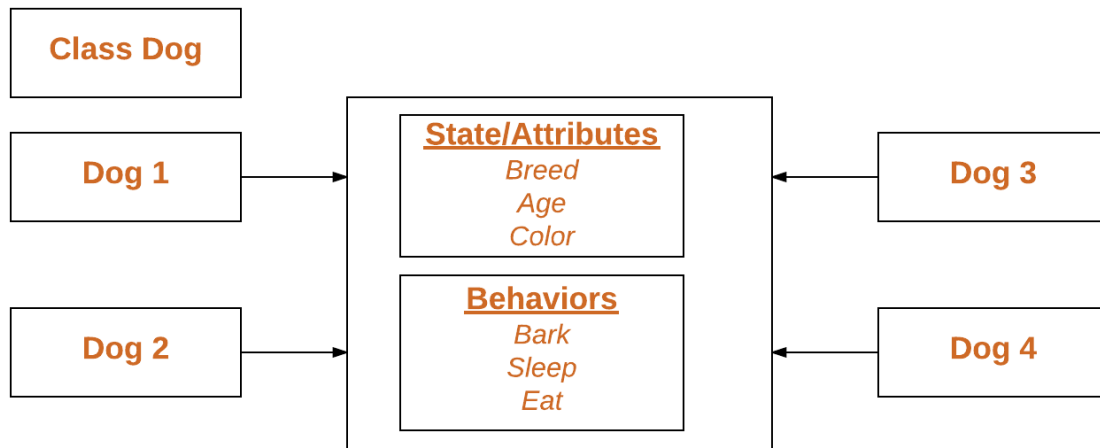 Class Dog
Dog 1
Dog 2
State/Attributes
Breed
Age
Color
Behaviors
Bark
Sleep
Eat
Dog 3
Dog 4